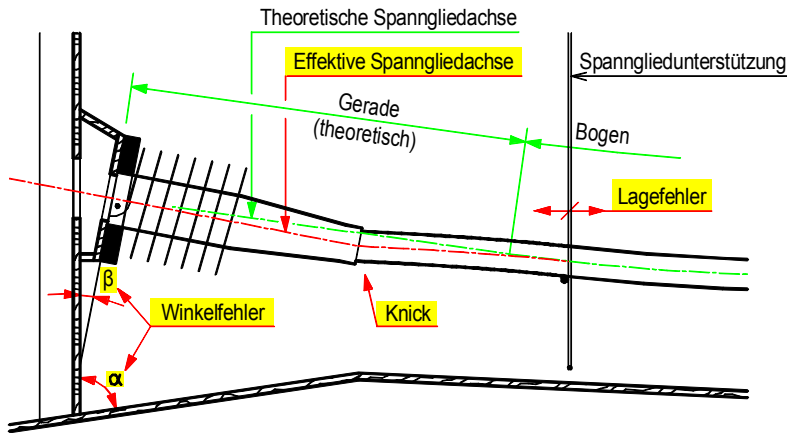 Theoretische Spanngliedachse
Effektive Spanngliedachse
Spanngliedunterstützung
Gerade
(theoretisch)
Bogen
Lagefehler
β
Winkelfehler
Knick
α